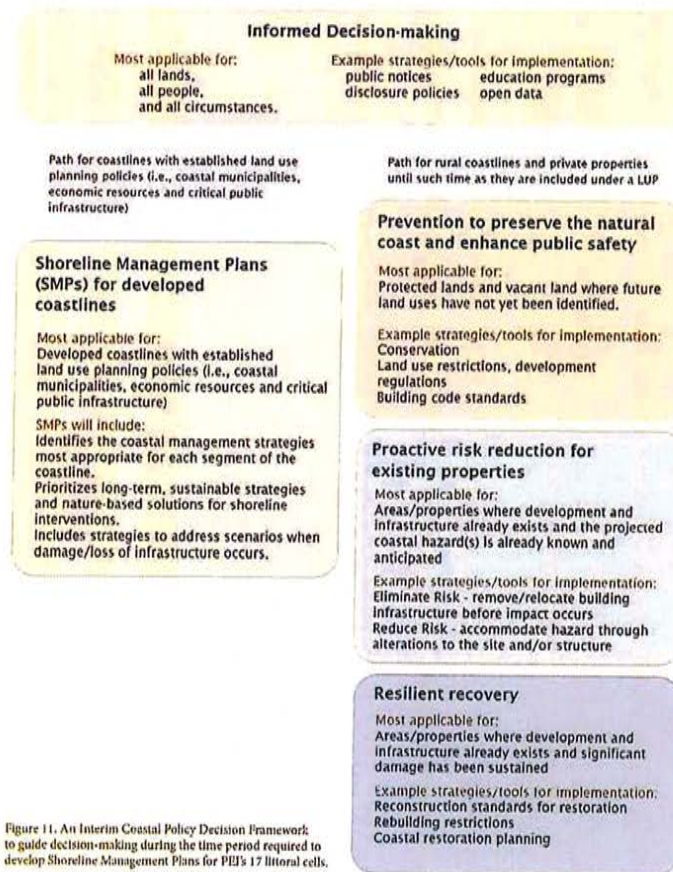 Informed Decision-making
Most applicable for:
all lands,
all people,
and all circumstances.
Example strategies/tools for implementation:
public notices education programs
disclosure policies open data
Path for coastlines with established land use
planning policies (i.e., coastal municipalities,
economic resources and critical public
infrastructure)
Shoreline Management Plans
(SMPs) for developed
coastlines
Most applicable for:
Developed coastlines with established
land use planning policies (i.e., coastal
municipalities, economic resources and critical
public infrastructure)
SMPs will include:
Identifies the coastal management strategies
most appropriate for each segment of the
coastline.
Prioritizes long-term, sustainable strategies
and nature-based solutions for shoreline
interventions.
Includes strategies to address scenarios when
damage/loss of infrastructure occurs.
Path for rural coastlines and private properties
until such time as they are included under a LUP
Prevention to preserve the natural
coast and enhance public safety
Most applicable for:
Protected lands and vacant land where future
land uses have not yet been identified.
Example strategies/tools for implementation:
Conservation
Land use restrictions, development
regulations
Building code standards
Proactive risk reduction for
existing properties
Most applicable for:
Areas/properties where development and
infrastructure already exists and the projected
coastal hazard(s) is already known and
anticipated
Example strategies/tools for implementation:
Eliminate Risk - remove/relocate building
infrastructure before impact occurs
Reduce Risk - accommodate hazard through
alterations to the site and/or structure
Resilient recovery
Most applicable for:
Areas/properties where development and
infrastructure already exists and significant
damage has been sustained
Example strategies/tools for implementation:
Reconstruction standards for restoration
Rebuilding restrictions
Coastal restoration planning
Figure 11. An Interim Coastal Policy Decision Framework
to guide decision-making during the time period required to
develop Shoreline Management Plans for PEI's 17 littoral cells.